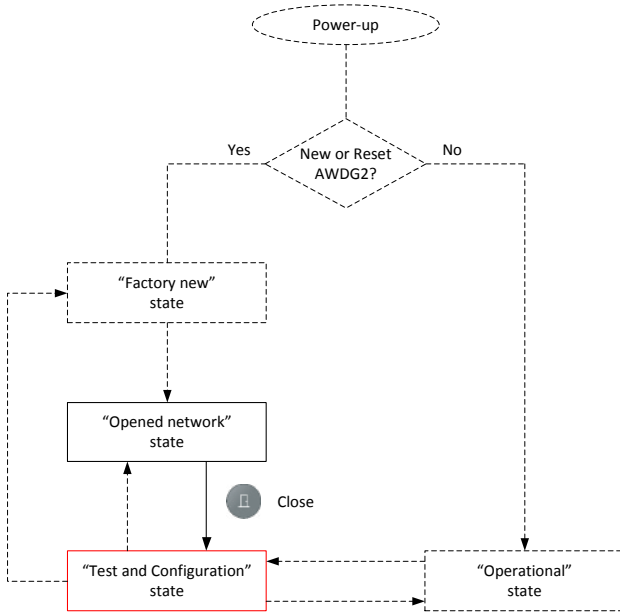 Power-up
Yes
New or Reset
AWDG2?
No
“Factory new”
state
“Opened network”
state
Close
“Test and Configuration”
state
“Operational”
state